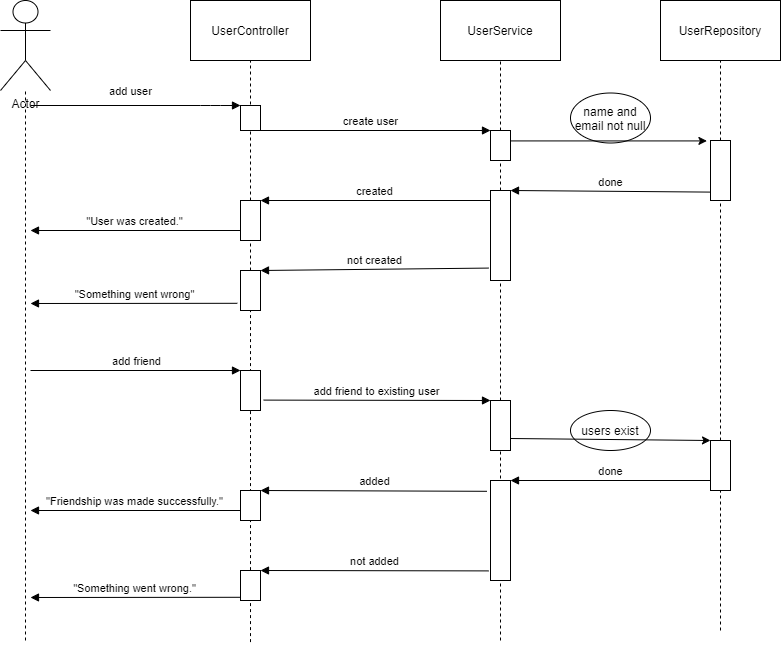 UserController
UserService
UserRepository
Actor
add user
create user
name and
email not null
created
done
"User was created."
not created
"Something went wrong"
add friend
add friend to existing user
users exist
done
added
"Friendship was made successfully."
not added
"Something went wrong."